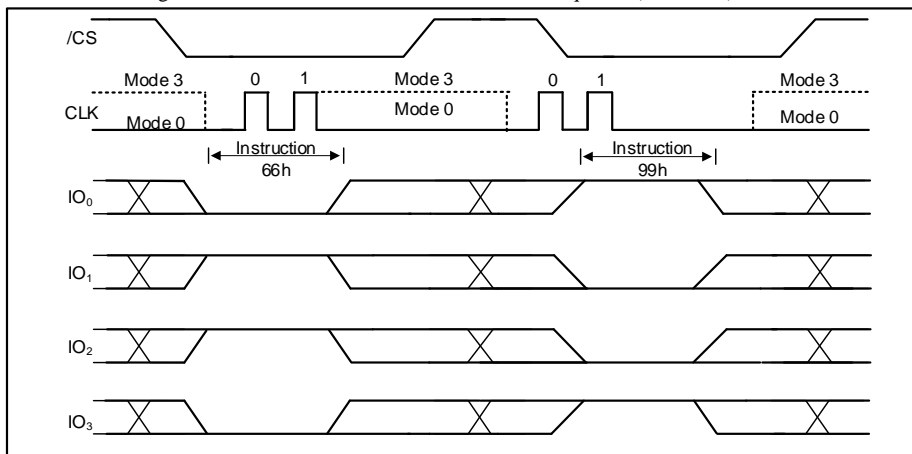 /CS
Mode 3 0 1 Mode 3 0 1 Mode 3
CLK
Mode 0 Mode 0 Mode 0
Instruction Instruction
66h 99h
IO₀
IO₁
IO₂
IO₃